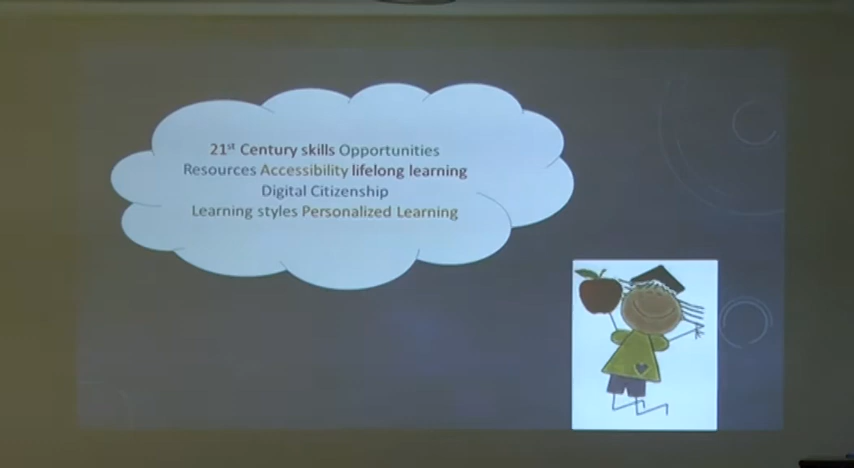 21st Century skills Opportunities
Resources Accessibility lifelong learning
Digital Citizenship
Learning styles Personalized Learning